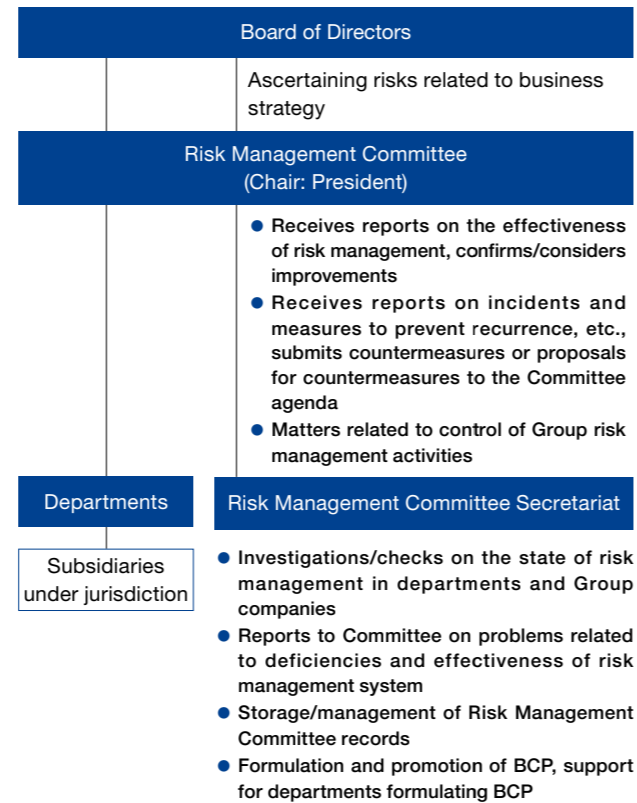 Board of Directors
Ascertaining risks related to business
strategy
Risk Management Committee
(Chair: President)
● Receives reports on the effectiveness
of risk management, confirms/considers
improvements
● Receives reports on incidents and
measures to prevent recurrence, etc.,
submits countermeasures or proposals
for countermeasures to the Committee
agenda
● Matters related to control of Group risk
management activities
Departments
Subsidiaries
under jurisdiction
Risk Management Committee Secretariat
● Investigations/checks on the state of risk
management in departments and Group
companies
● Reports to Committee on problems related
to deficiencies and effectiveness of risk
management system
● Storage/management of Risk Management
Committee records
● Formulation and promotion of BCP, support
for departments formulating BCP